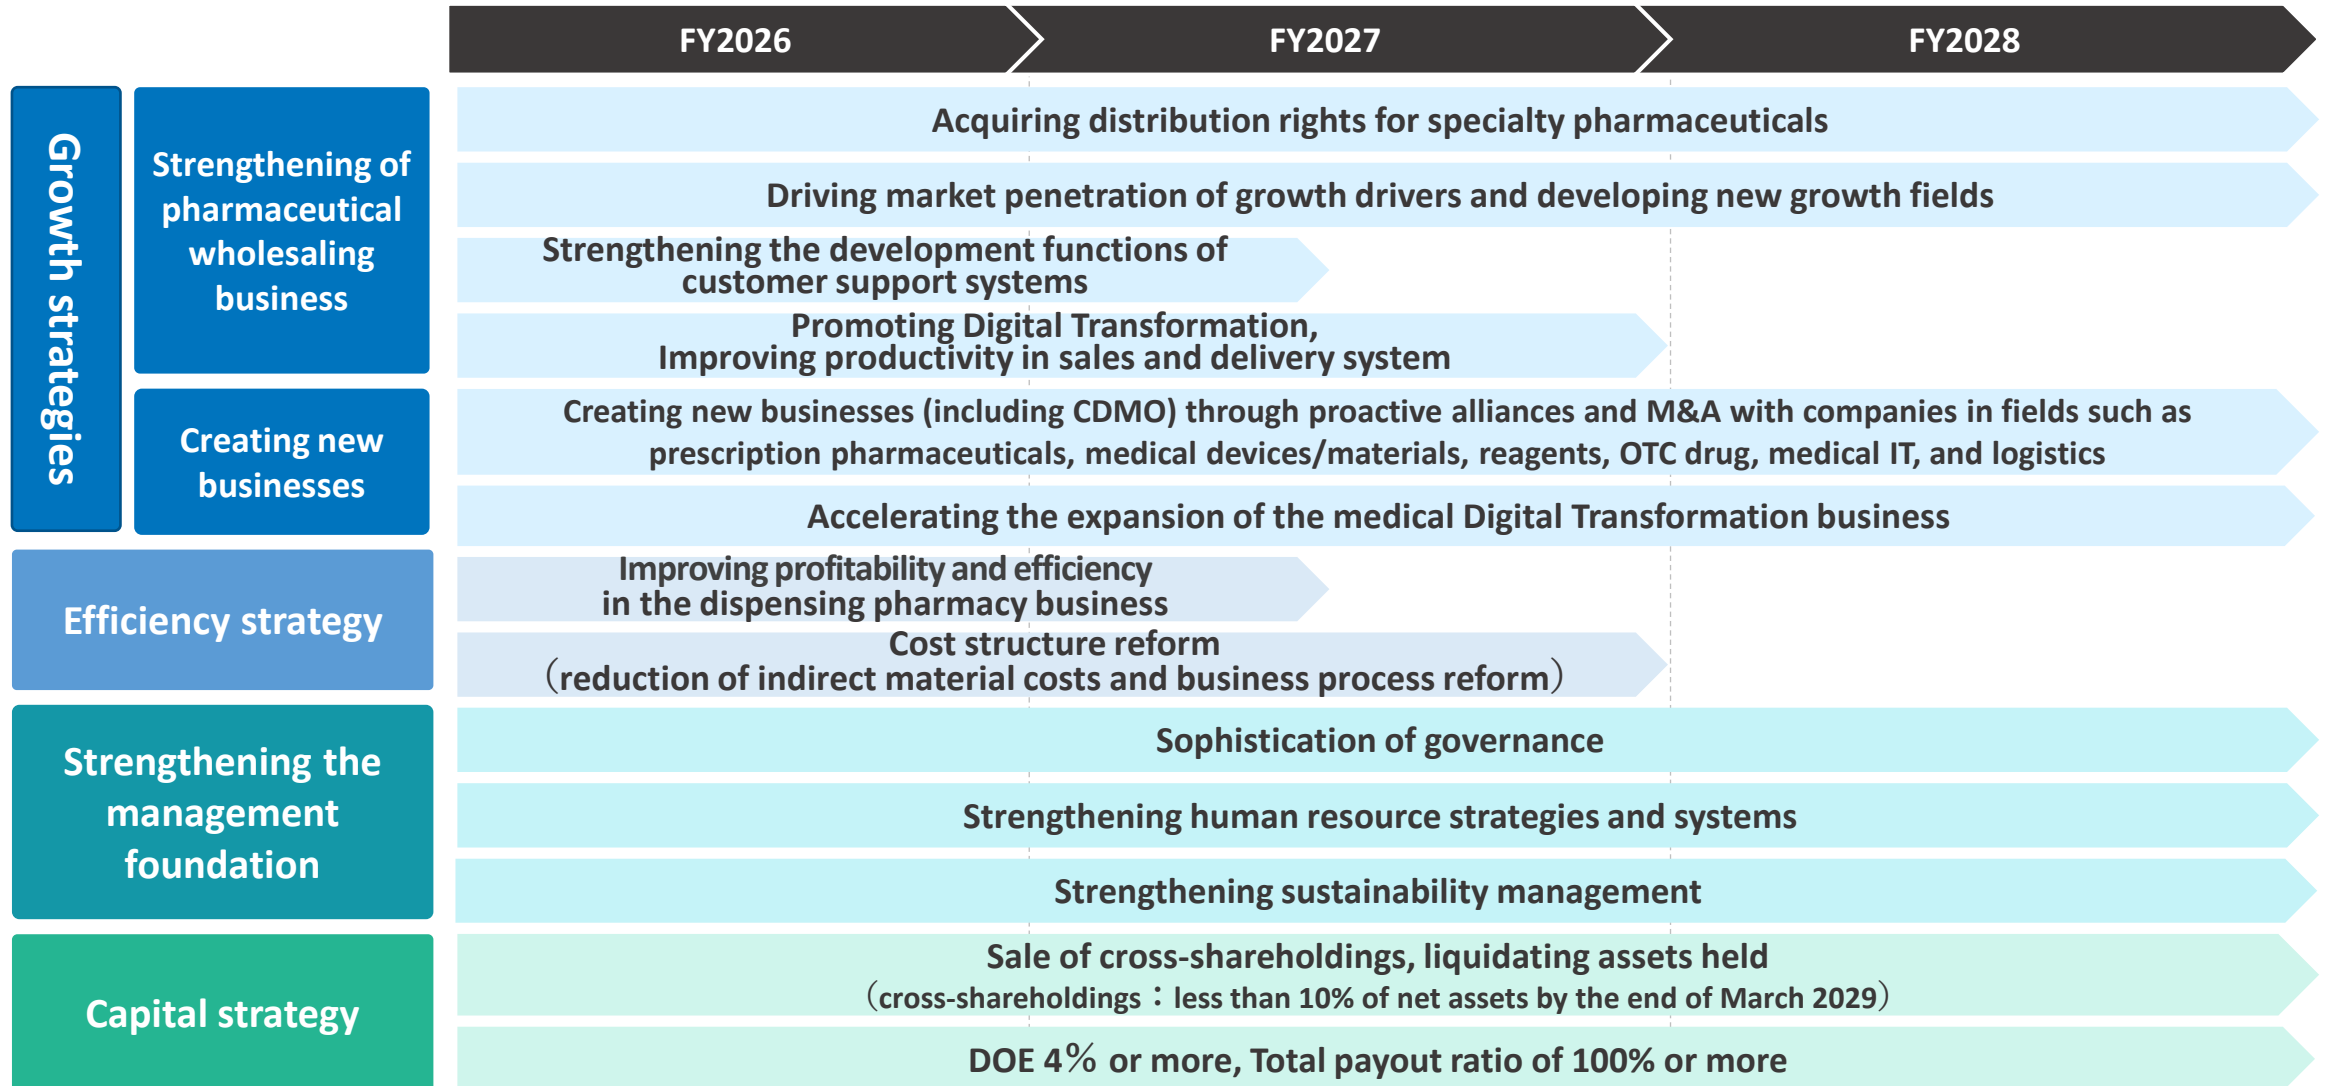 FY2026
FY2027
FY2028
Growth strategies
Strengthening of
pharmaceutical
wholesaling
business
Acquiring distribution rights for specialty pharmaceuticals
Driving market penetration of growth drivers and developing new growth fields
Strengthening the development functions of
customer support systems
Promoting Digital Transformation,
Improving productivity in sales and delivery system
Creating new
businesses
Creating new businesses (including CDMO) through proactive alliances and M&A with companies in fields such as
prescription pharmaceuticals, medical devices/materials, reagents, OTC drug, medical IT, and logistics
Accelerating the expansion of the medical Digital Transformation business
Efficiency strategy
Improving profitability and efficiency
in the dispensing pharmacy business
Cost structure reform
（reduction of indirect material costs and business process reform）
Strengthening the
management
foundation
Sophistication of governance
Strengthening human resource strategies and systems
Strengthening sustainability management
Capital strategy
Sale of cross-shareholdings, liquidating assets held
（cross-shareholdings：less than 10% of net assets by the end of March 2029）
DOE 4％ or more, Total payout ratio of 100% or more